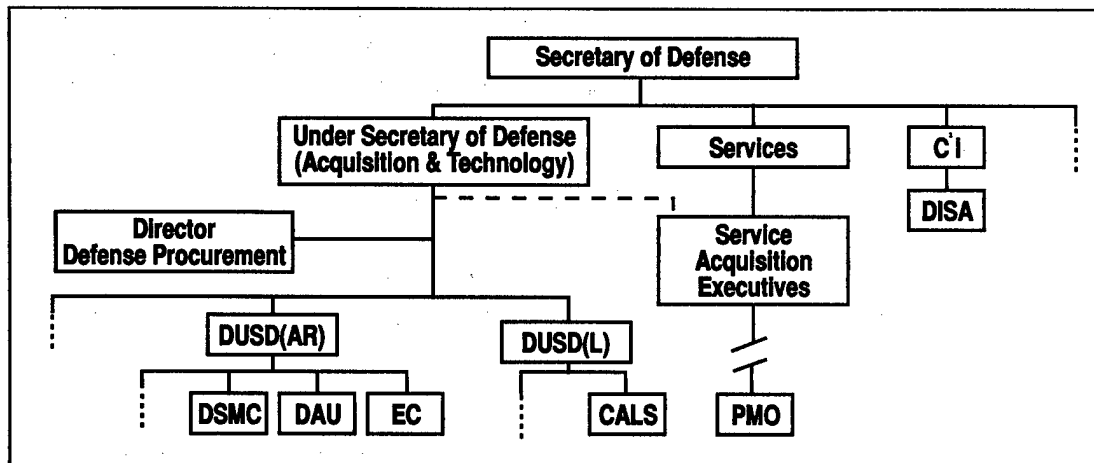 Secretary of Defense
Under Secretary of Defense
(Acquisition & Technology)
Services
C³I
DISA
Director
Defense Procurement
Service
Acquisition
Executives
DUSD(AR)
DUSD(L)
DSMC
DAU
EC
CALS
PMO